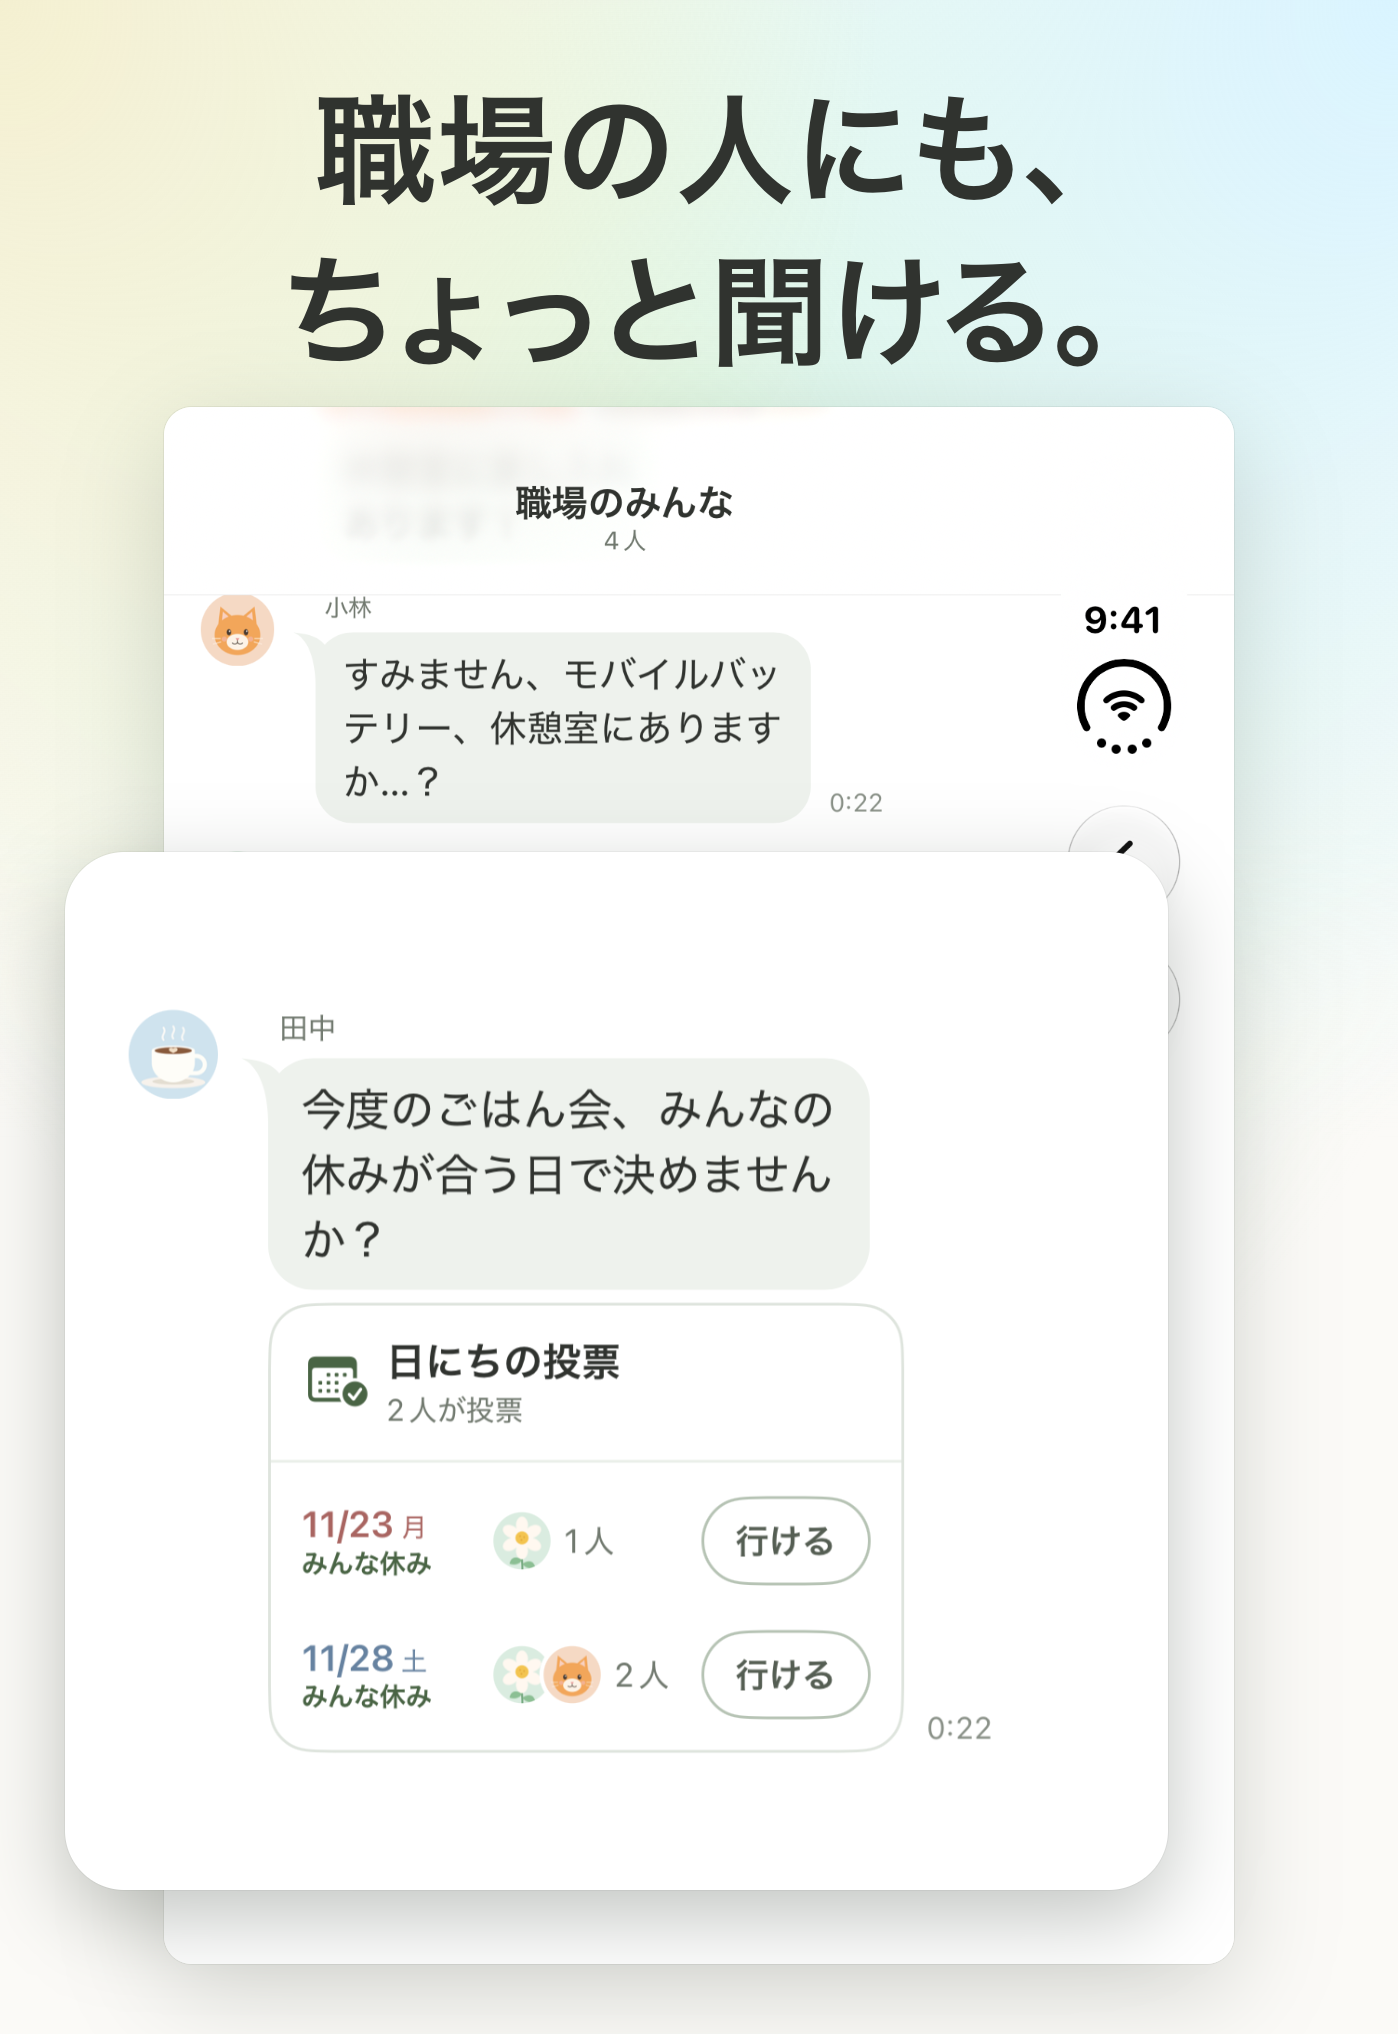 職場の人にも、
ちょっと聞ける。
職場のみんな
4人
小林
9:41
すみません、モバイルバッ
テリー、休憩室にあります
か…？
0:22
田中
今度のごはん会、みんなの
休みが合う日で決めません
か？
日にちの投票
2人が投票
11/23 月
みんな休み
1人
行ける
11/28 土
みんな休み
2人
行ける
0:22